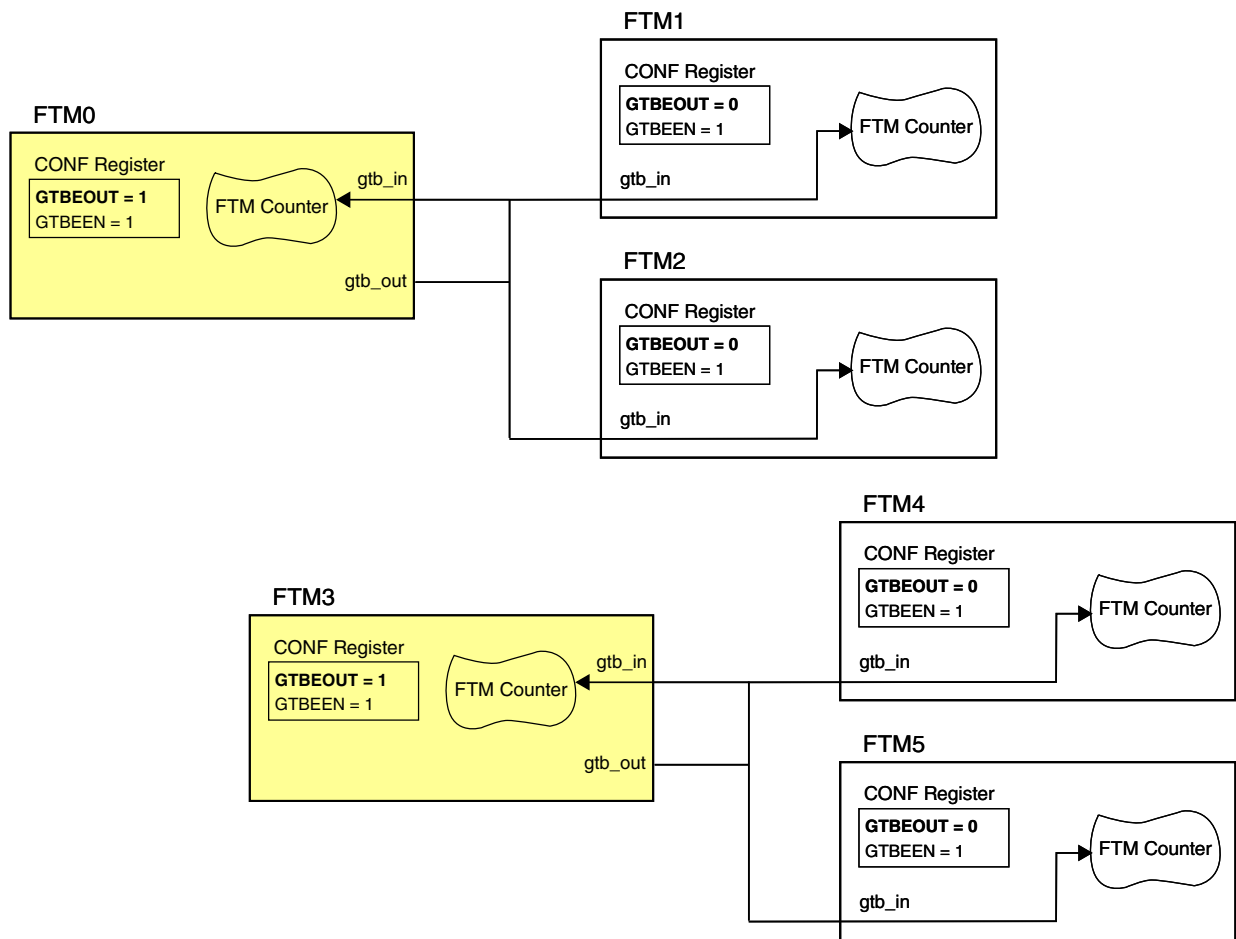 FTM0
CONF Register
GTBEOUT = 1
GTBEEN = 1
FTM Counter
gtb_in
gtb_out
FTM1
CONF Register
GTBEOUT = 0
GTBEEN = 1
FTM Counter
gtb_in
FTM2
CONF Register
GTBEOUT = 0
GTBEEN = 1
FTM Counter
gtb_in
FTM3
CONF Register
GTBEOUT = 1
GTBEEN = 1
FTM Counter
gtb_in
gtb_out
FTM4
CONF Register
GTBEOUT = 0
GTBEEN = 1
FTM Counter
gtb_in
FTM5
CONF Register
GTBEOUT = 0
GTBEEN = 1
FTM Counter
gtb_in